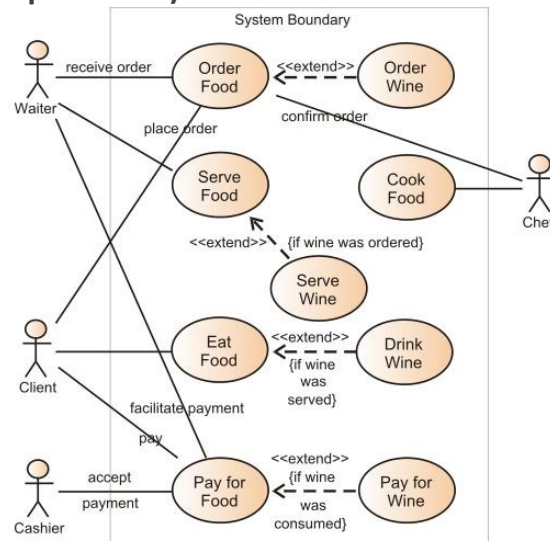 System Boundary
receive order
Order
Food
<<extend>>
Order
Wine
Waiter
place order
confirm order
Serve
Food
Cook
Food
<<extend>>
{if wine was ordered}
Serve
Wine
Eat
Food
<<extend>>
{if wine
was
served}
Drink
Wine
Client
facilitate payment
pay
accept
payment
Cashier
Pay for
Food
<<extend>>
{if wine
was
consumed}
Pay for
Wine